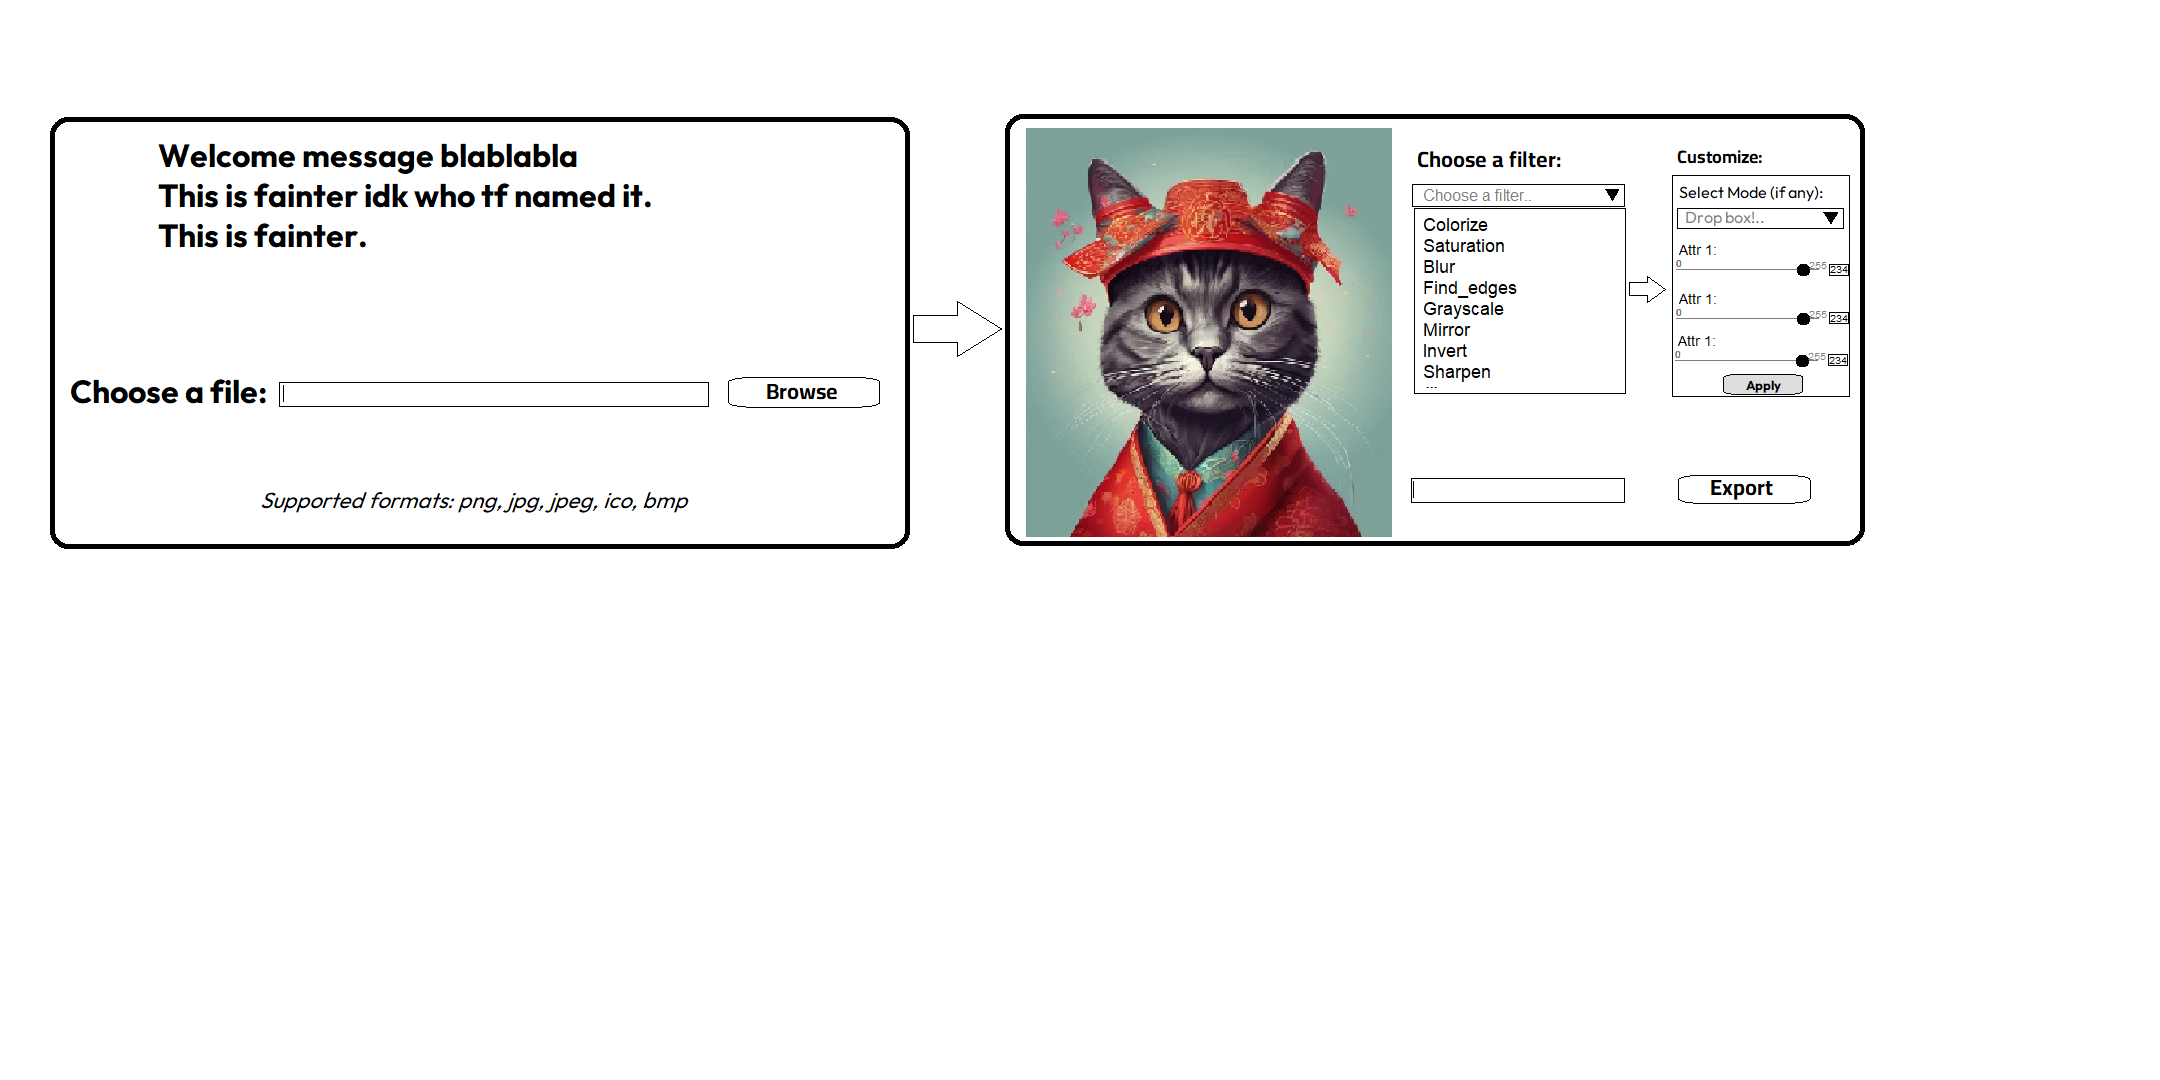 Welcome message blablabla
This is fainter idk who tf named it.
This is fainter.
Choose a file:
Browse
Supported formats: png, jpg, jpeg, ico, bmp
Choose a filter:
Choose a filter..
Colorize
Saturation
Blur
Find_edges
Grayscale
Mirror
Invert
Sharpen
...
Customize:
Select Mode (if any):
Drop box!..
Attr 1:
0 255 234
Attr 1:
0 255 234
Attr 1:
0 255 234
Apply
Export